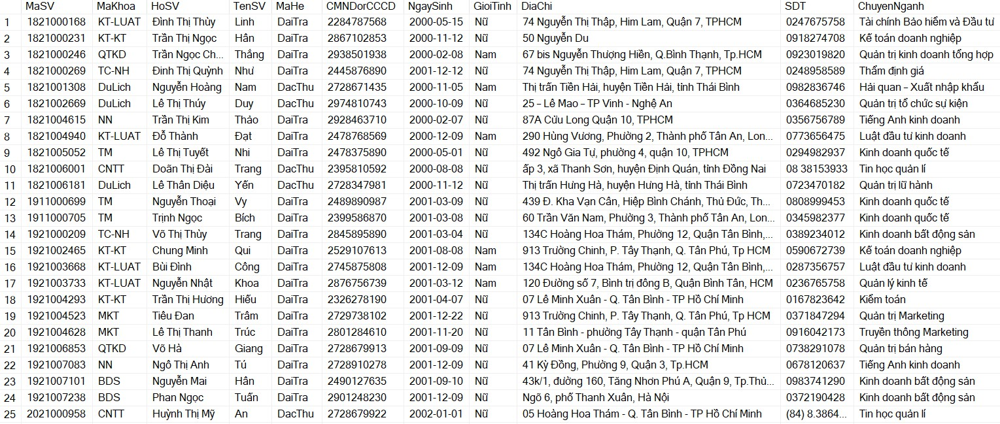 MaSV MaKhoa HoSV TenSV MaHe CMNDorCCCD NgaySinh GioiTinh DiaChi SDT ChuyenNganh
1 1821000168 KT-LUAT Đình Thị Thùy Linh DaiTra 2284787568 2000-05-15 Nữ 74 Nguyễn Thị Thập, Him Lam, Quận 7, TPHCM 0247675758 Tài chính Bảo hiểm và Đầu tư
2 1821000231 KT-KT Trần Thị Ngọc Hân DaiTra 2867102853 2000-11-12 Nữ 50 Nguyễn Du 0918274708 Kế toán doanh nghiệp
3 1821000246 QTKD Trần Ngọc Ch... Thắng DaiTra 2938501938 2000-02-08 Nam 67 bis Nguyễn Thượng Hiền, Q.Bình Thạnh, Tp.HCM 0923019820 Quản trị kinh doanh tổng hợp
4 1821000269 TC-NH Đinh Thị Quỳnh Như DaiTra 2445876890 2001-12-12 Nữ 74 Nguyễn Thị Thập, Him Lam, Quận 7, TPHCM 0248958589 Thẩm định giá
5 1821001308 DuLich Nguyễn Hoàng Nam DacThu 2728671435 2000-11-05 Nam Thị trấn Tiền Hải, huyện Tiền Hải, tỉnh Thái Bình 0982836746 Hải quan – Xuất nhập khẩu
6 1821002669 DuLich Lê Thị Thúy Duy DacThu 2974810743 2000-10-09 Nữ 25 – Lê Mao – TP Vinh - Nghệ An 0364685230 Quản trị tổ chức sự kiện
7 1821004615 NN Trần Thị Kim Thảo DaiTra 2928463710 2000-02-07 Nữ 87A Cửu Long Quận 10, TPHCM 0356756789 Tiếng Anh kinh doanh
8 1821004940 KT-LUAT Đỗ Thành Đạt DaiTra 2478768569 2000-12-09 Nam 290 Hùng Vương, Phường 2, Thành phố Tân An, Lon... 0773656475 Luật đầu tư kinh doanh
9 1821005052 TM Lê Thị Tuyết Nhi DaiTra 2478375890 2000-05-01 Nữ 492 Ngô Gia Tự, phường 4, quận 10, TPHCM 0294982937 Kinh doanh quốc tế
10 1821006001 CNTT Doãn Thị Đài Trang DacThu 2395810592 2000-08-08 Nữ ấp 3, xã Thanh Sơn, huyện Định Quán, tỉnh Đồng Nai 08 38153933 Tin học quản lí
11 1821006181 DuLich Lê Thân Diệu Yến DacThu 2728347981 2000-11-12 Nữ Thị trấn Hưng Hà, huyện Hưng Hà, tỉnh Thái Bình 0723470182 Quản trị lữ hành
12 1911000699 TM Nguyễn Thoại Vy DaiTra 2489890987 2001-03-09 Nữ 439 Đ. Kha Vạn Cân, Hiệp Bình Chánh, Thủ Đức, Th... 0808999453 Kinh doanh quốc tế
13 1911000705 TM Trịnh Ngọc Bích DaiTra 2399586870 2001-03-08 Nữ 60 Trần Văn Nam, Phường 3, Thành phố Tân An, Lon... 0345982377 Kinh doanh quốc tế
14 1921000209 TC-NH Võ Thị Thùy Trang DaiTra 2845895890 2001-03-04 Nữ 134C Hoàng Hoa Thám, Phường 12, Quận Tân Bình,... 0389234012 Kinh doanh bất động sản
15 1921002465 KT-KT Chung Minh Qui DaiTra 2529107613 2001-08-08 Nam 913 Trường Chinh, P. Tây Thạnh, Q. Tân Phú, Tp HCM 0590672739 Kế toán doanh nghiệp
16 1921003668 KT-LUAT Bùi Đình Công DaiTra 2745875808 2001-12-09 Nam 134C Hoàng Hoa Thám, Phường 12, Quận Tân Bình,... 0287356757 Luật đầu tư kinh doanh
17 1921003733 KT-LUAT Nguyễn Nhật Khoa DaiTra 2876756739 2001-03-12 Nam 120 Đường số 7, Bình trị đông B, Quận Bình Tân, HCM 0236765758 Quản lý kinh tế
18 1921004293 KT-KT Trần Thị Hương Hiếu DaiTra 2326278190 2001-04-07 Nữ 07 Lê Minh Xuân - Q. Tân Bình - TP Hồ Chí Minh 0167823642 Kiểm toán
19 1921004523 MKT Tiêu Đan Trâm DaiTra 2729738102 2001-12-22 Nữ 913 Trường Chinh, P. Tây Thạnh, Q. Tân Phú, Tp HCM 0371847294 Quản trị Marketing
20 1921004628 MKT Lê Thị Thanh Trúc DaiTra 2801284610 2001-11-20 Nữ 11 Tân Bình - phường Tây Thạnh - quận Tân Phú 0916042173 Truyền thông Marketing
21 1921006853 QTKD Võ Hà Giang DaiTra 2728679913 2001-09-09 Nữ 07 Lê Minh Xuân - Q. Tân Bình - TP Hồ Chí Minh 0738291078 Quản trị bán hàng
22 1921007083 NN Ngô Thị Anh Tú DaiTra 2728910278 2001-12-09 Nữ 41 Kỳ Đồng, Phường 9, Quận 3, Tp.HCM 0678120637 Tiếng Anh kinh doanh
23 1921007101 BDS Nguyễn Mai Hân DaiTra 2490127635 2001-09-10 Nữ 43k/1, đường 160, Tăng Nhơn Phú A, Quận 9, Tp.Thủ... 0983741290 Kinh doanh bất động sản
24 1921007238 BDS Phan Ngọc Tuấn DaiTra 2901248230 2001-12-09 Nữ Ngõ 6, phố Thanh Xuân, Hà Nội 0372190428 Kinh doanh bất động sản
25 2021000958 CNTT Huỳnh Thị Mỹ An DacThu 2728679922 2002-01-01 Nữ 05 Hoàng Hoa Thám - Q. Tân Bình - TP Hồ Chí Minh (84) 8.3864... Tin học quản lí